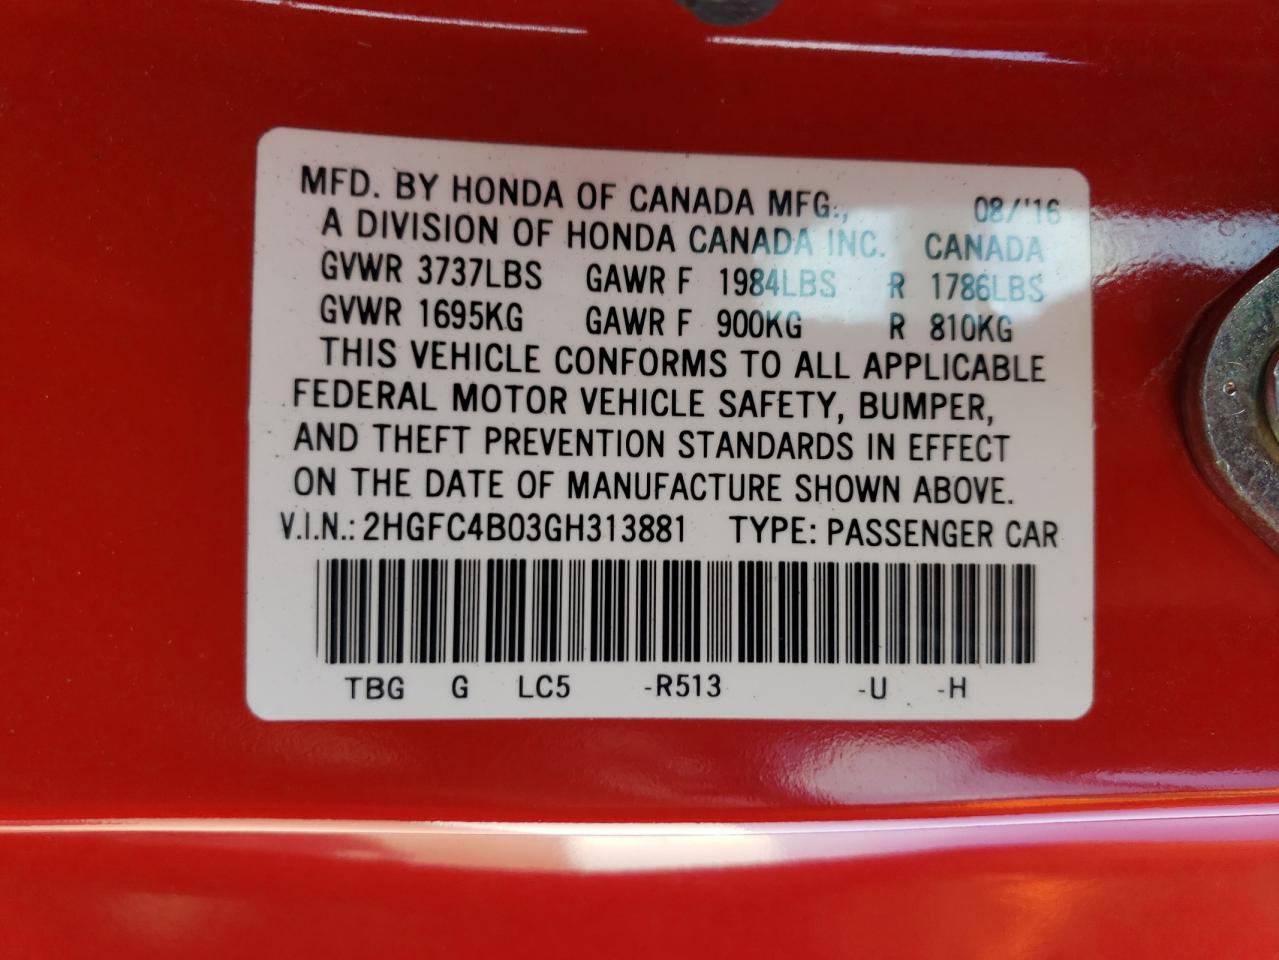 MFD. BY HONDA OF CANADA MFG., 08/'16
A DIVISION OF HONDA CANADA INC. CANADA
GVWR 3737LBS GAWR F 1984LBS R 1786LBS
GVWR 1695KG GAWR F 900KG R 810KG
THIS VEHICLE CONFORMS TO ALL APPLICABLE
FEDERAL MOTOR VEHICLE SAFETY, BUMPER,
AND THEFT PREVENTION STANDARDS IN EFFECT
ON THE DATE OF MANUFACTURE SHOWN ABOVE.
V.I.N.: 2HGFC4B03GH313881 TYPE: PASSENGER CAR
TBG G LC5 -R513 -U -H